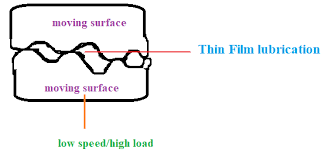 moving surface
Thin Film lubrication
moving surface
low speed/high load